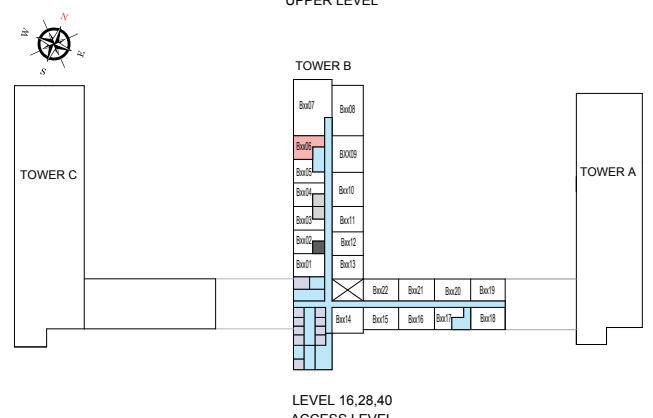 UPPER LEVEL
N
W
E
S
TOWER B
Bxx07
Bxx08
Bxx06
BXX09
Bxx05
TOWER C
TOWER A
Bxx04
Bxx10
Bxx03
Bxx11
Bxx02
Bxx12
Bxx01
Bxx13
Bxx22
Bxx21
Bxx20
Bxx19
Bxx14
Bxx15
Bxx16
Bxx17
Bxx18
LEVEL 16,28,40
ACCESS LEVEL